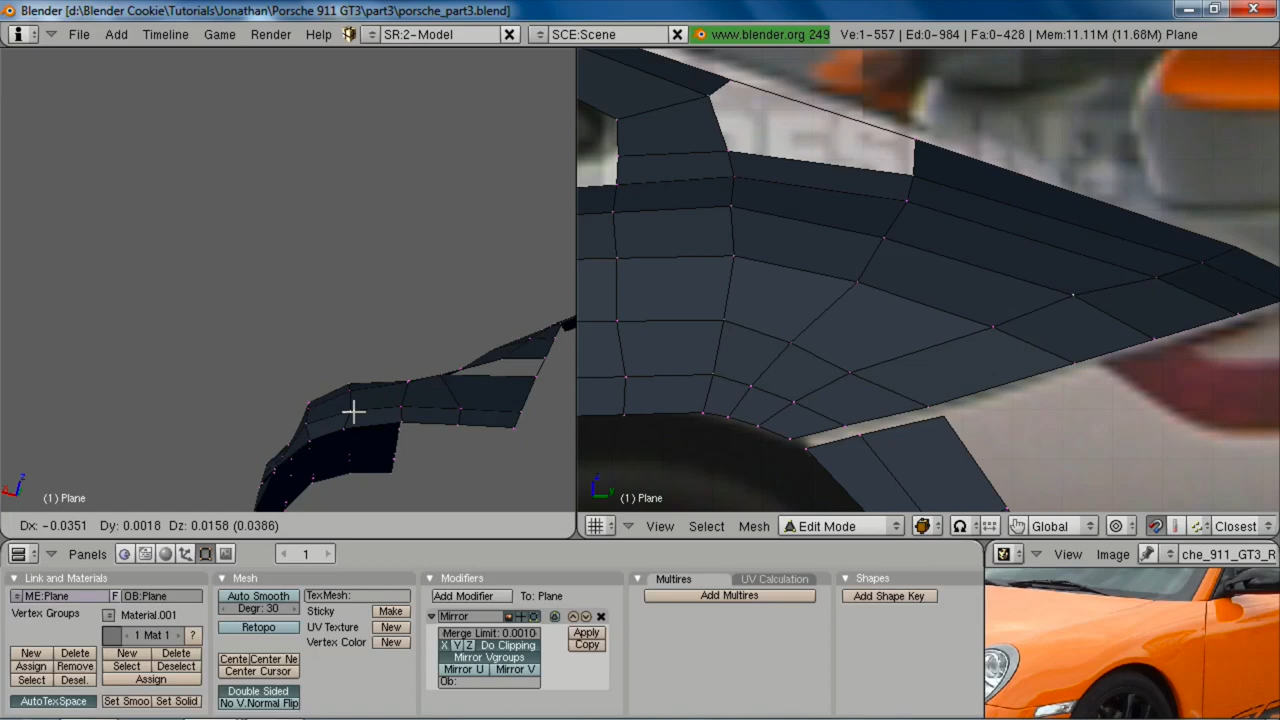 Blender [d:\Blender Cookie\Tutorials\Jonathan\Porsche 911 GT3\part3\porsche_part3.blend]
File Add Timeline Game Render Help SR:2-Model SCE:Scene www.blender.org 249 Ve:1-557 | Ed:0-984 | Fa:0-428 | Mem:11.11M (11.68M) Plane
z x
(1) Plane
z y
(1) Plane
Dx: -0.0351 Dy: 0.0018 Dz: 0.0158 (0.0386)
View Select Mesh Edit Mode Global Closest
Panels 1
View Image che_911_GT3_R
Link and Materials
ME:Plane F OB:Plane
Vertex Groups
Material.001
1 Mat 1 ?
New Delete New Delete
Assign Remove Select Deselect
Select Desel. Assign
AutoTexSpace Set Smoo Set Solid
Mesh
Auto Smooth
Degr: 30
Retopo
TexMesh:
Sticky Make
UV Texture New
Vertex Color New
Cente Center Ne
Center Cursor
Double Sided
No V.Normal Flip
Modifiers
Add Modifier To: Plane
Mirror
Merge Limit: 0.0010 Apply
X Y Z Do Clipping Copy
Mirror Vgroups
Mirror U Mirror V
Ob:
Multires UV Calculation
Add Multires
Shapes
Add Shape Key